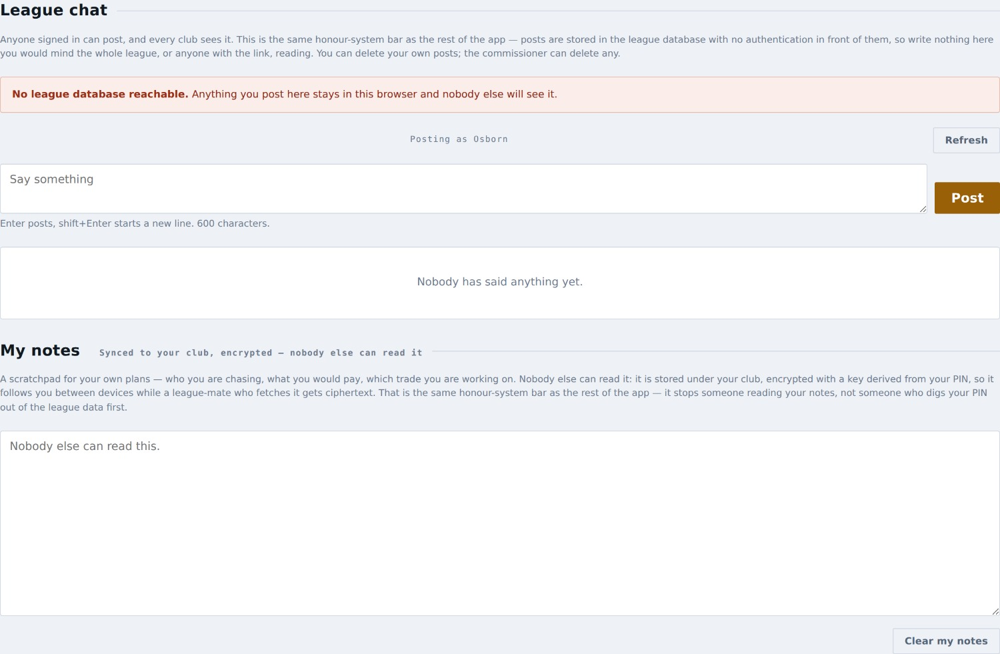 League chat
Anyone signed in can post, and every club sees it. This is the same honour-system bar as the rest of the app — posts are stored in the league database with no authentication in front of them, so write nothing here
you would mind the whole league, or anyone with the link, reading. You can delete your own posts; the commissioner can delete any.
No league database reachable. Anything you post here stays in this browser and nobody else will see it.
Posting as Osborn
Refresh
Say something
Post
Enter posts, shift+Enter starts a new line. 600 characters.
Nobody has said anything yet.
My notes Synced to your club, encrypted — nobody else can read it
A scratchpad for your own plans — who you are chasing, what you would pay, which trade you are working on. Nobody else can read it: it is stored under your club, encrypted with a key derived from your PIN, so it
follows you between devices while a league-mate who fetches it gets ciphertext. That is the same honour-system bar as the rest of the app — it stops someone reading your notes, not someone who digs your PIN
out of the league data first.
Nobody else can read this.
Clear my notes